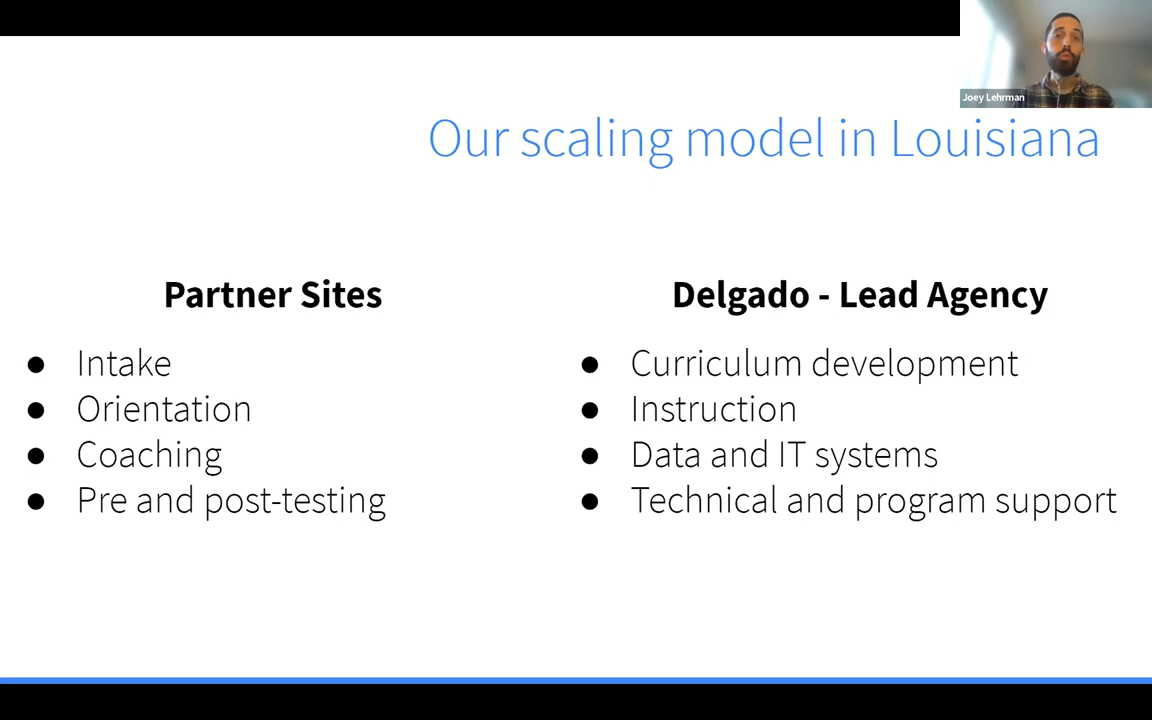 Joey Lehrman
Our scaling model in Louisiana
Partner Sites
● Intake
● Orientation
● Coaching
● Pre and post-testing
Delgado - Lead Agency
● Curriculum development
● Instruction
● Data and IT systems
● Technical and program support